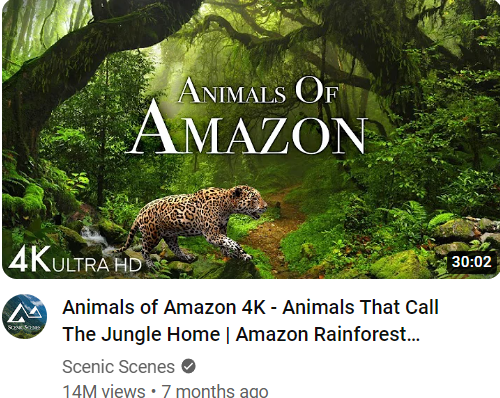 ANIMALS OF
AMAZON
4K ULTRA HD
30:02
SCENIC SCENES
Animals of Amazon 4K - Animals That Call
The Jungle Home | Amazon Rainforest...
Scenic Scenes
14M views • 7 months ago